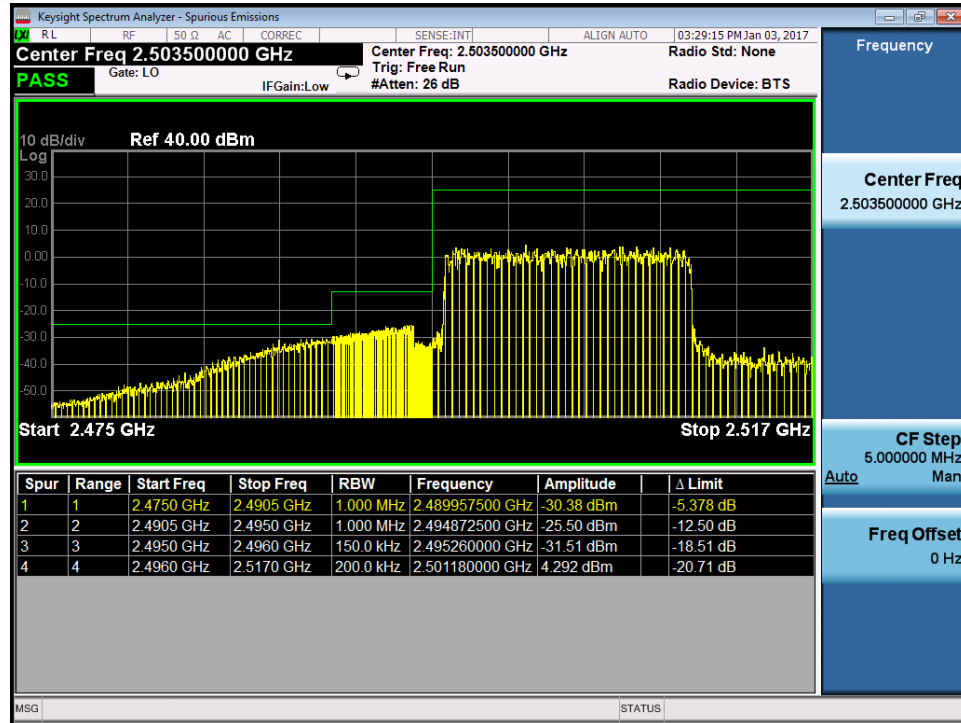 Keysight Spectrum Analyzer - Spurious Emissions
LXI RL RF 50 Ω AC CORREC SENSE:INT ALIGN AUTO 03:29:15 PM Jan 03, 2017
Center Freq 2.503500000 GHz
Center Freq: 2.503500000 GHz Radio Std: None
Trig: Free Run
PASS Gate: LO IFGain:Low #Atten: 26 dB Radio Device: BTS
10 dB/div Ref 40.00 dBm
Log
30.0
20.0
10.0
0.00
-10.0
-20.0
-30.0
-40.0
-50.0
Start 2.475 GHz Stop 2.517 GHz
Spur Range Start Freq Stop Freq RBW Frequency Amplitude Δ Limit
1 1 2.4750 GHz 2.4905 GHz 1.000 MHz 2.489957500 GHz -30.38 dBm -5.378 dB
2 2 2.4905 GHz 2.4950 GHz 1.000 MHz 2.494872500 GHz -25.50 dBm -12.50 dB
3 3 2.4950 GHz 2.4960 GHz 150.0 kHz 2.495260000 GHz -31.51 dBm -18.51 dB
4 4 2.4960 GHz 2.5170 GHz 200.0 kHz 2.501180000 GHz 4.292 dBm -20.71 dB
Frequency
Center Freq
2.503500000 GHz
CF Step
5.000000 MHz
Auto Man
Freq Offset
0 Hz
MSG STATUS